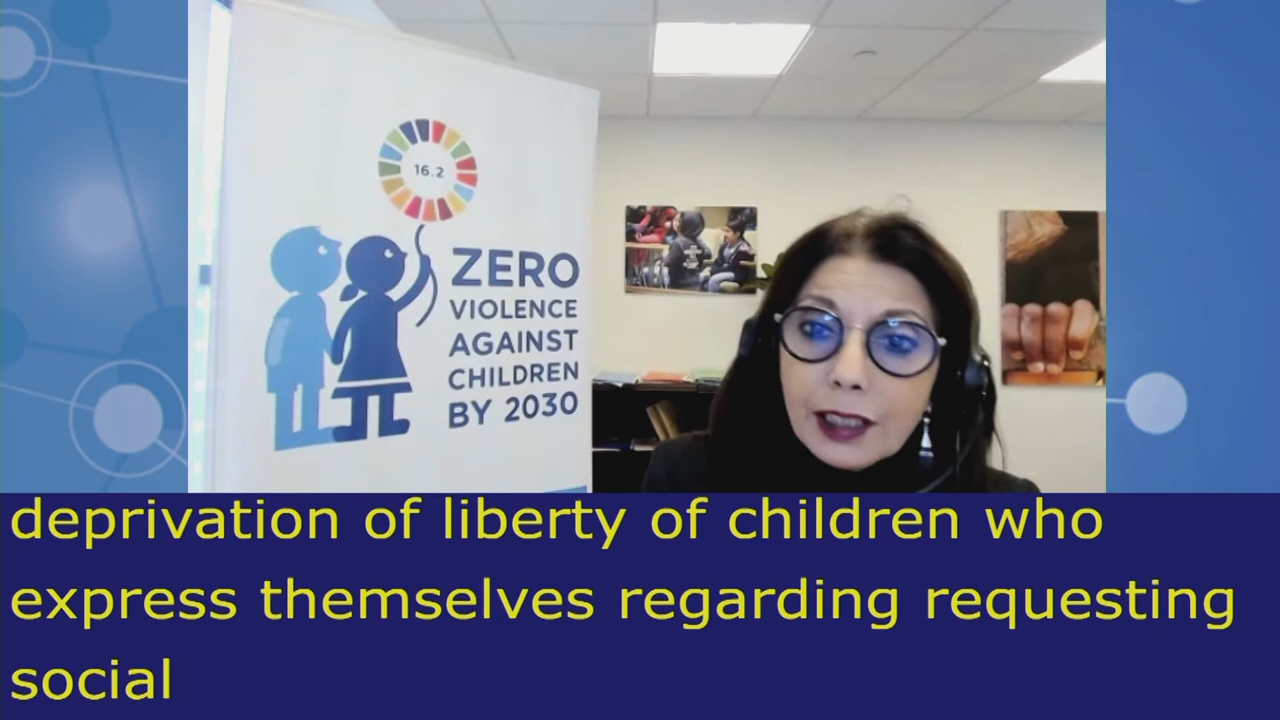 16.2
ZERO
VIOLENCE
AGAINST
CHILDREN
BY 2030
deprivation of liberty of children who
express themselves regarding requesting
social